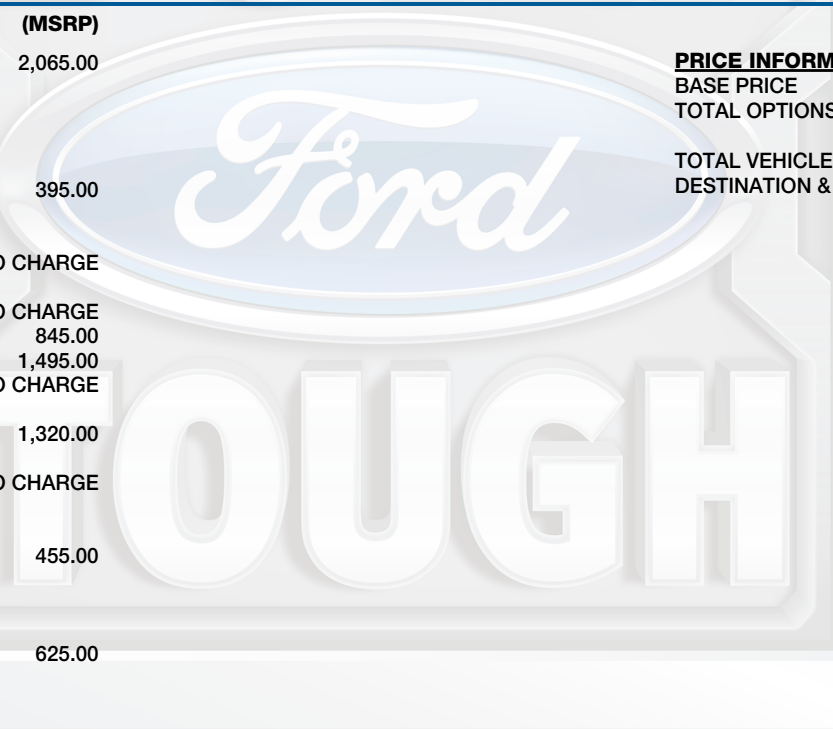 (MSRP)
2,065.00
395.00
CHARGE
CHARGE
845.00
1,495.00
CHARGE
1,320.00
CHARGE
455.00
625.00
PRICE
BASE PRICE
TOTAL OPTIONS
TOTAL VEHICLE
DESTINATION &
Ford
TOUGH